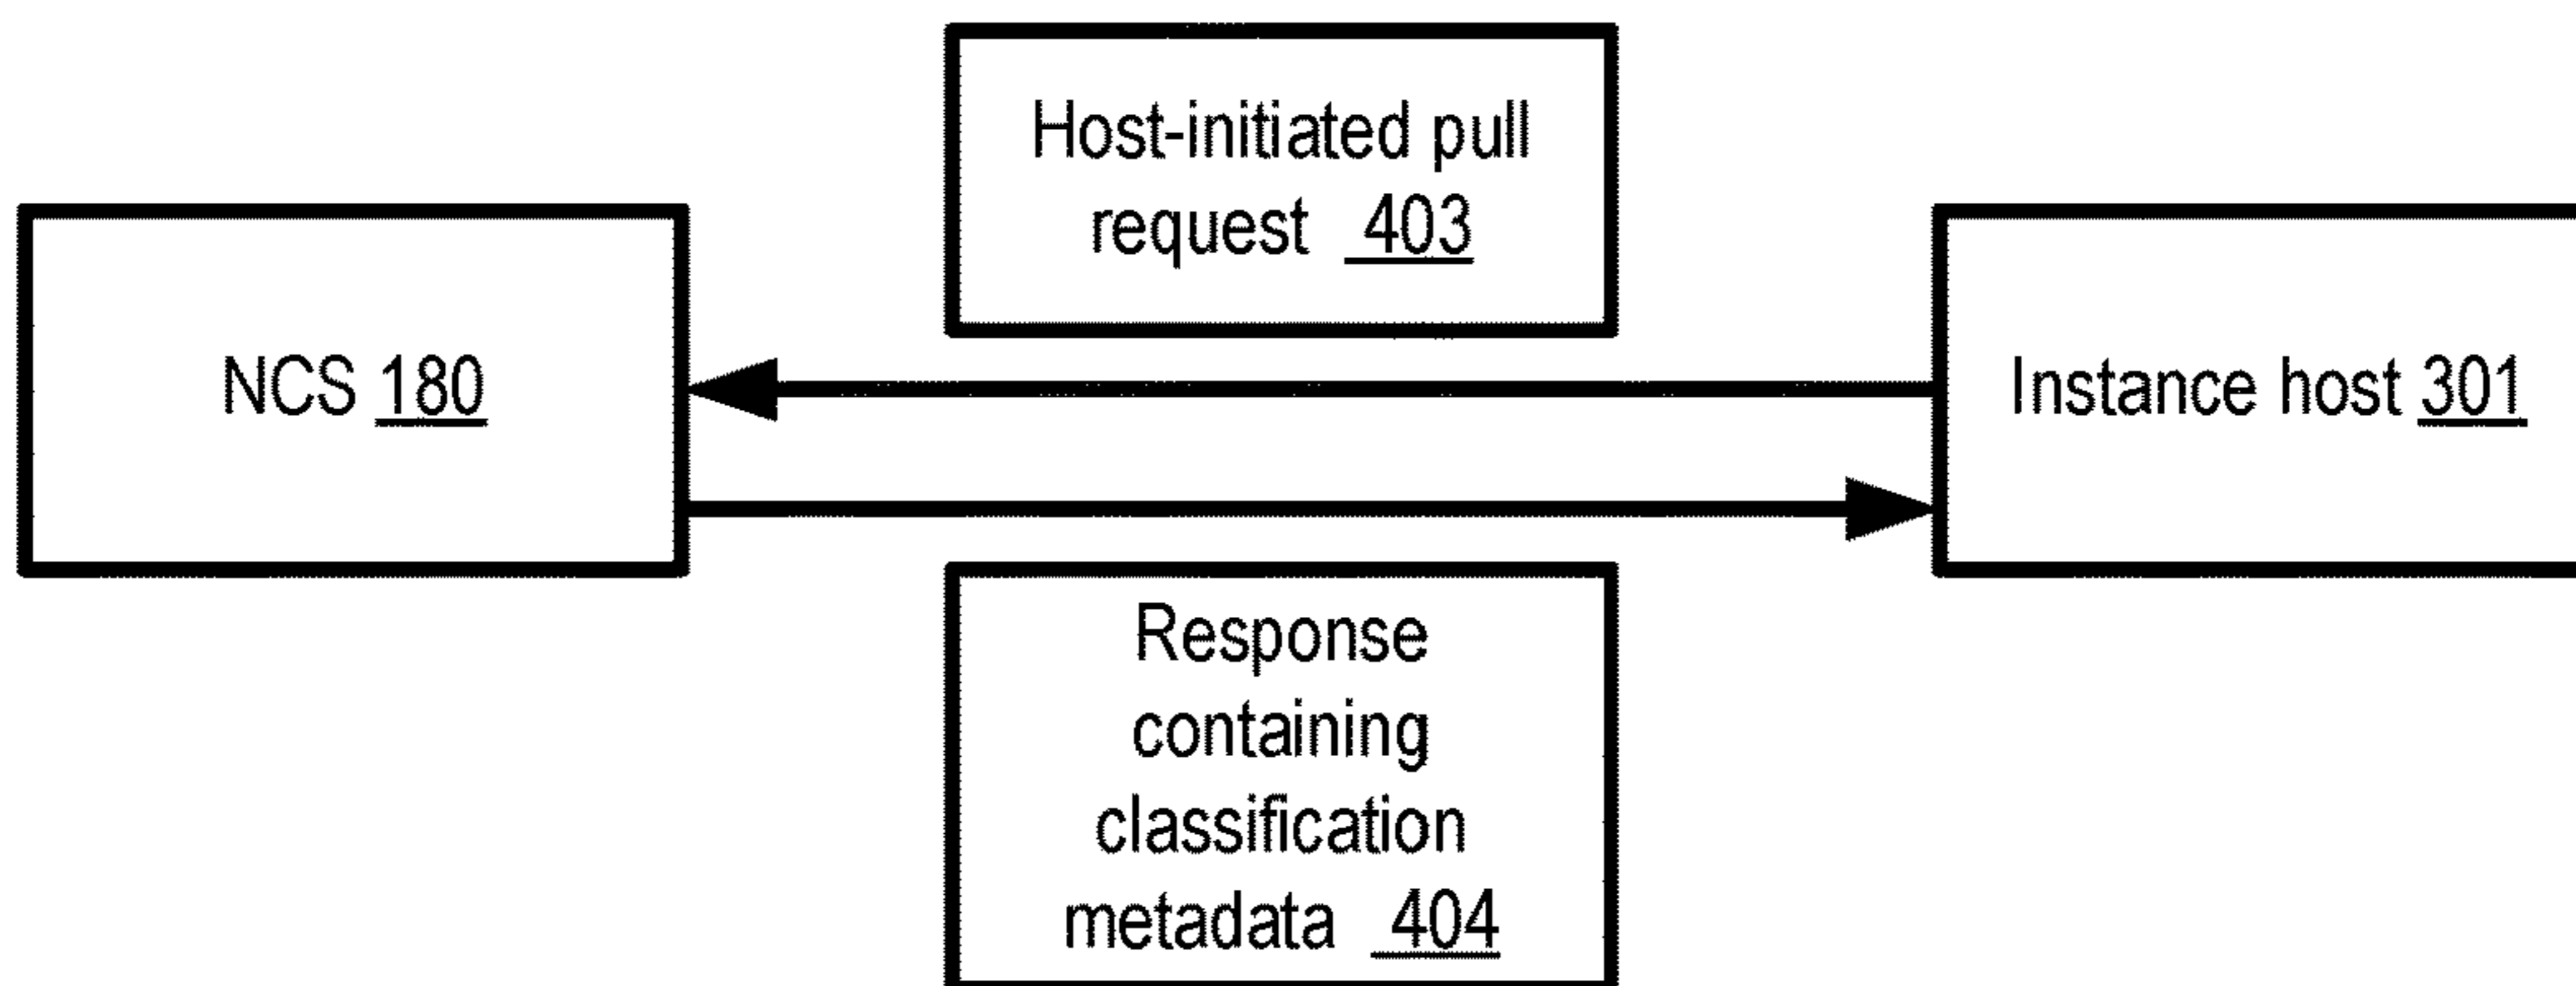 Host-initiated pull
request 403
NCS 180
Instance host 301
Response
containing
classification
metadata 404